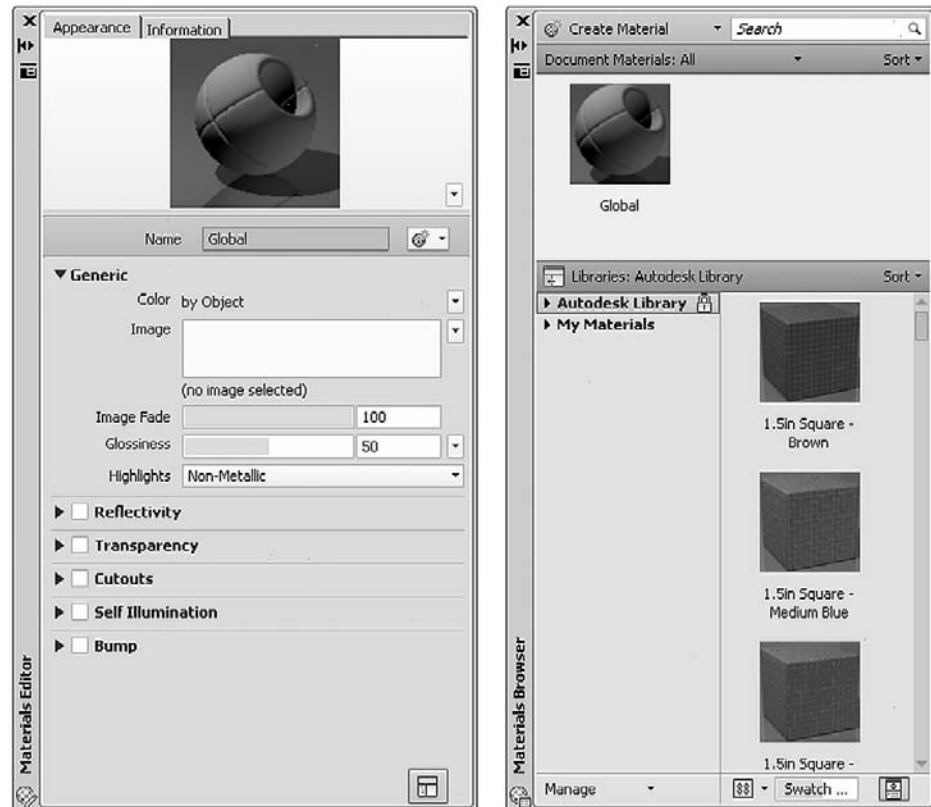 Appearance
Information
Name
Global
Generic
Color
by Object
Image
(no image selected)
Image Fade
100
Glossiness
50
Highlights
Non-Metallic
Reflectivity
Transparency
Cutouts
Self Illumination
Bump
Materials Editor
Create Material
Search
Document Materials: All
Sort
Global
Libraries: Autodesk Library
Sort
Autodesk Library
My Materials
1.5in Square -
Brown
1.5in Square -
Medium Blue
1.5in Square -
Manage
Swatch ...
Materials Browser